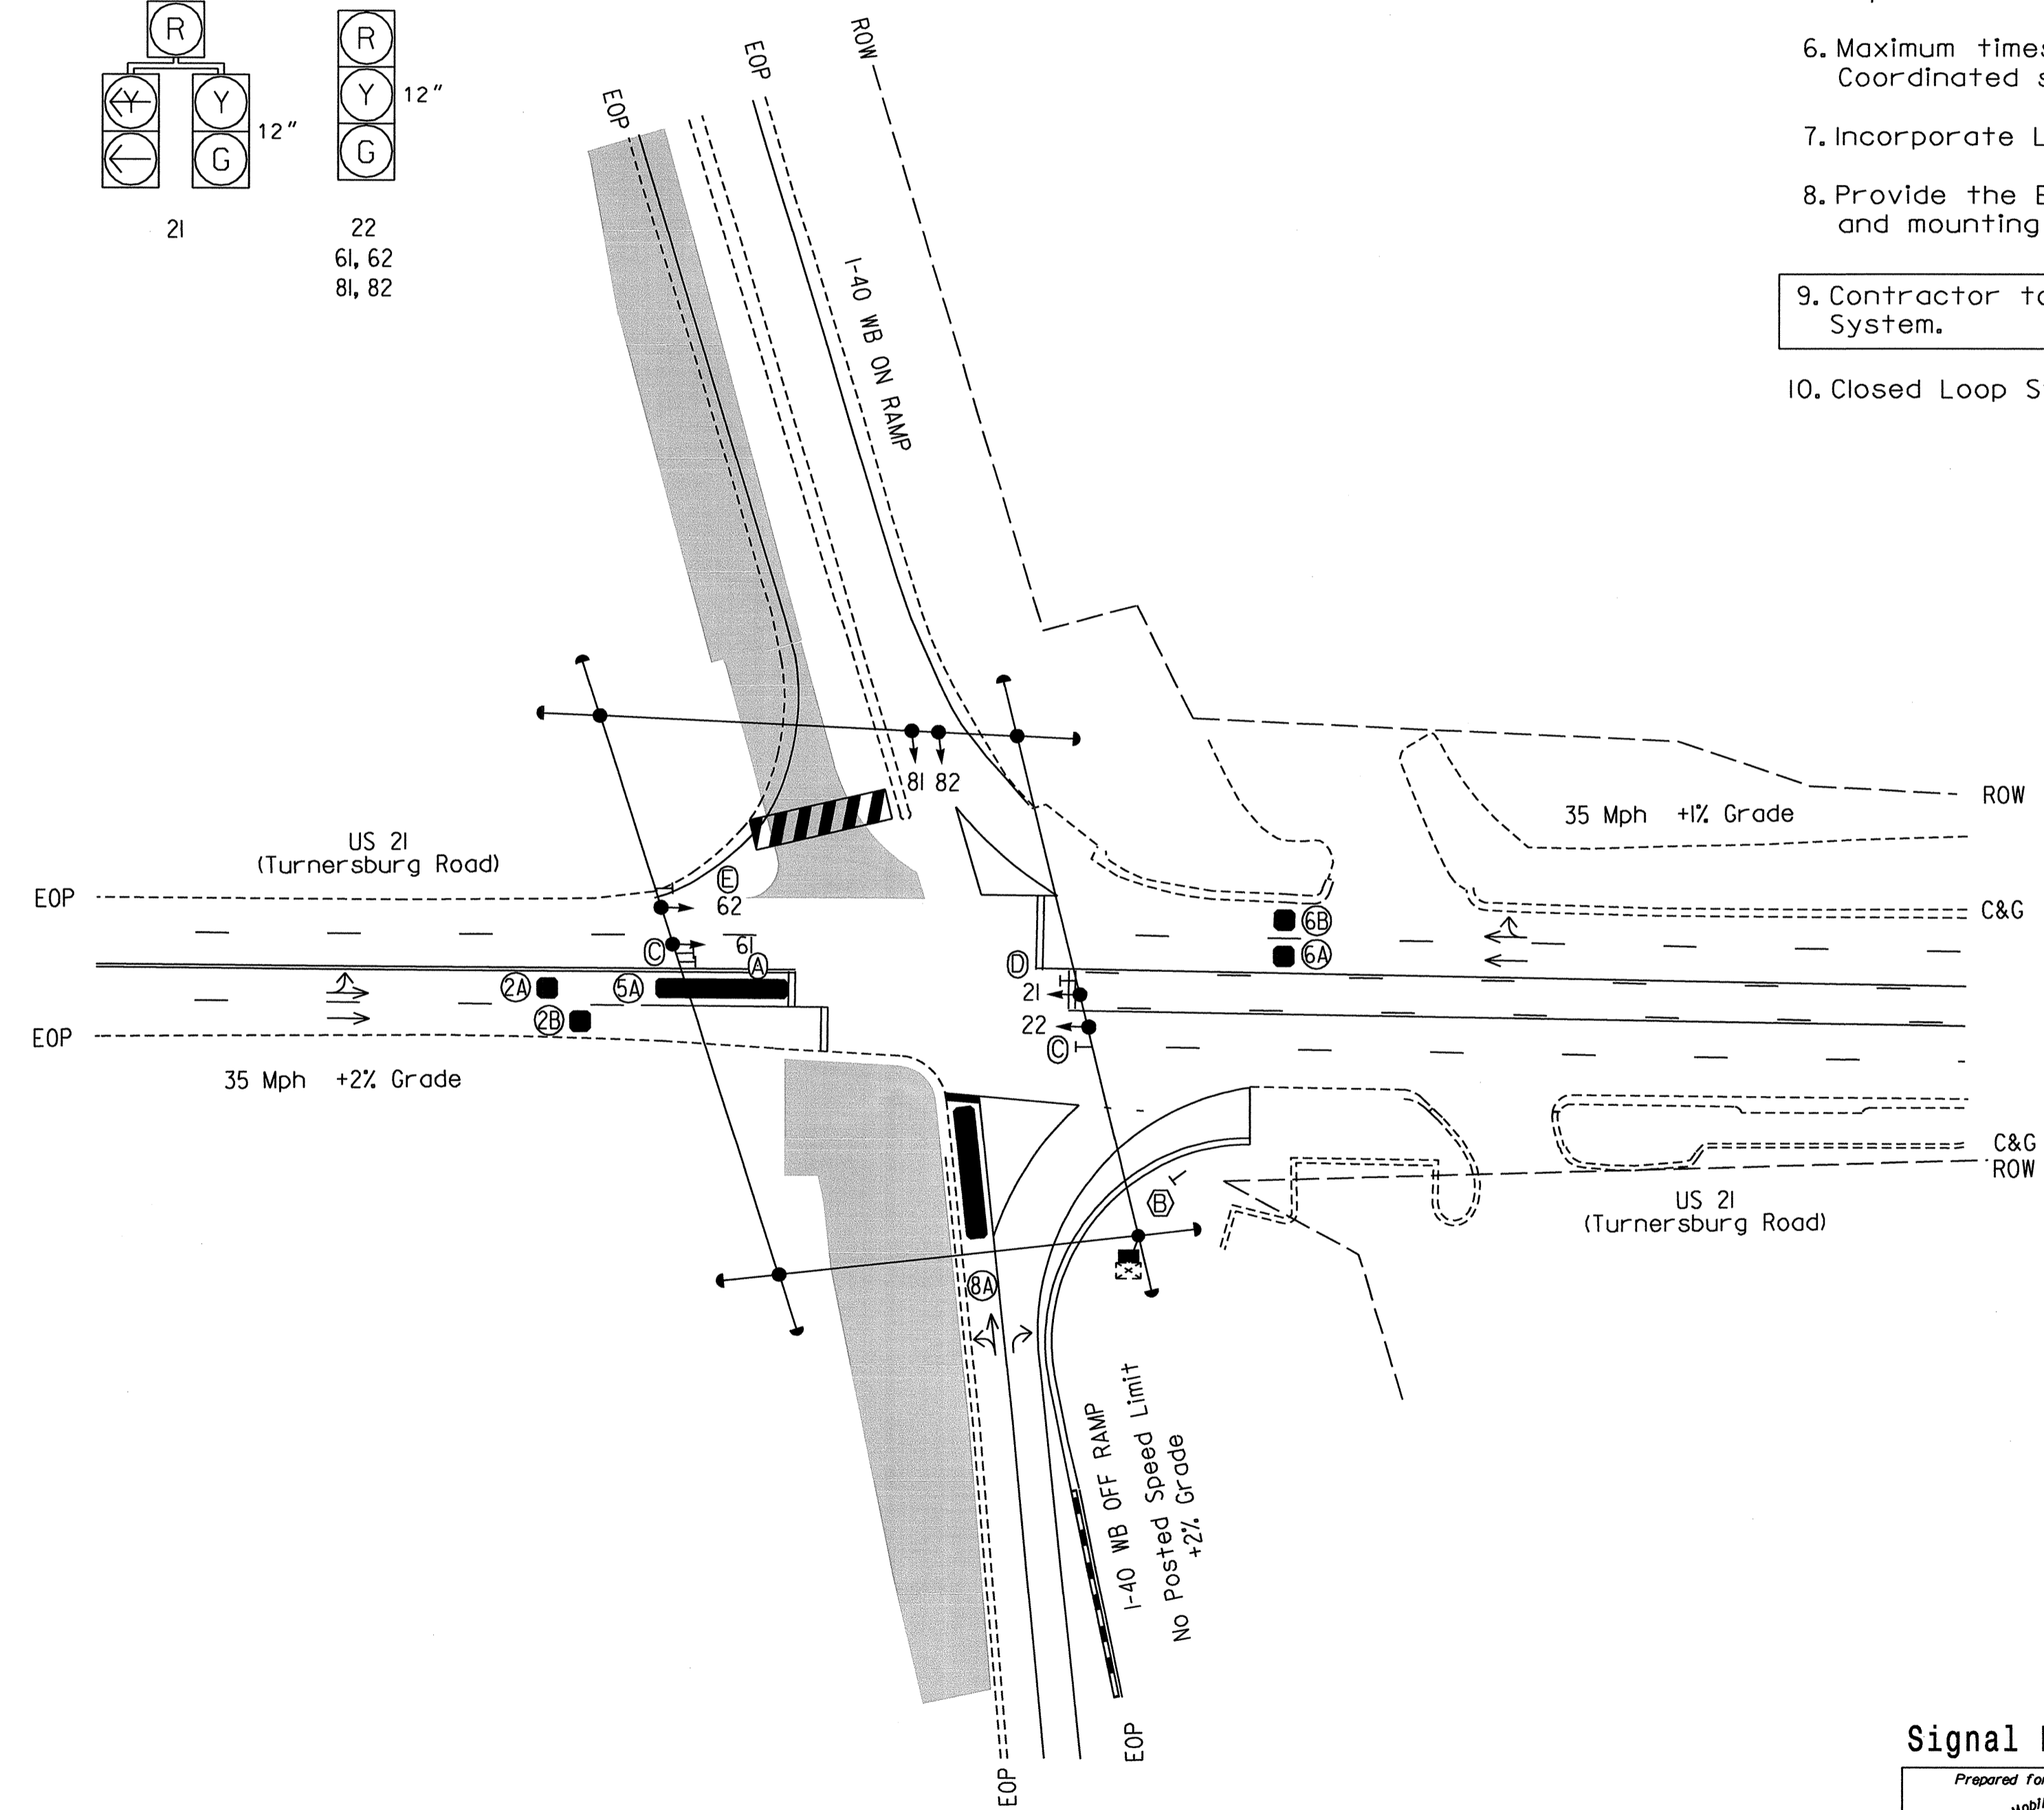 R
Y
Y
G
12"
21
R
Y
G
12"
22
61, 62
81, 82
EOP
EOP
ROW
I-40 WB ON RAMP
6. Maximum times
Coordinated s
7. Incorporate L
8. Provide the E
and mounting
9. Contractor to
System.
10. Closed Loop S
81 82
35 Mph +1% Grade
ROW
US 21
(Turnersburg Road)
EOP
E
62
C&G
6B
C
61
A
D
6A
2A
5A
21
2B
22
C
EOP
35 Mph +2% Grade
C&G
ROW
B
US 21
(Turnersburg Road)
8A
I-40 WB OFF RAMP
No Posted Speed Limit
+2% Grade
EOP
EOP
Signal
Prepared for